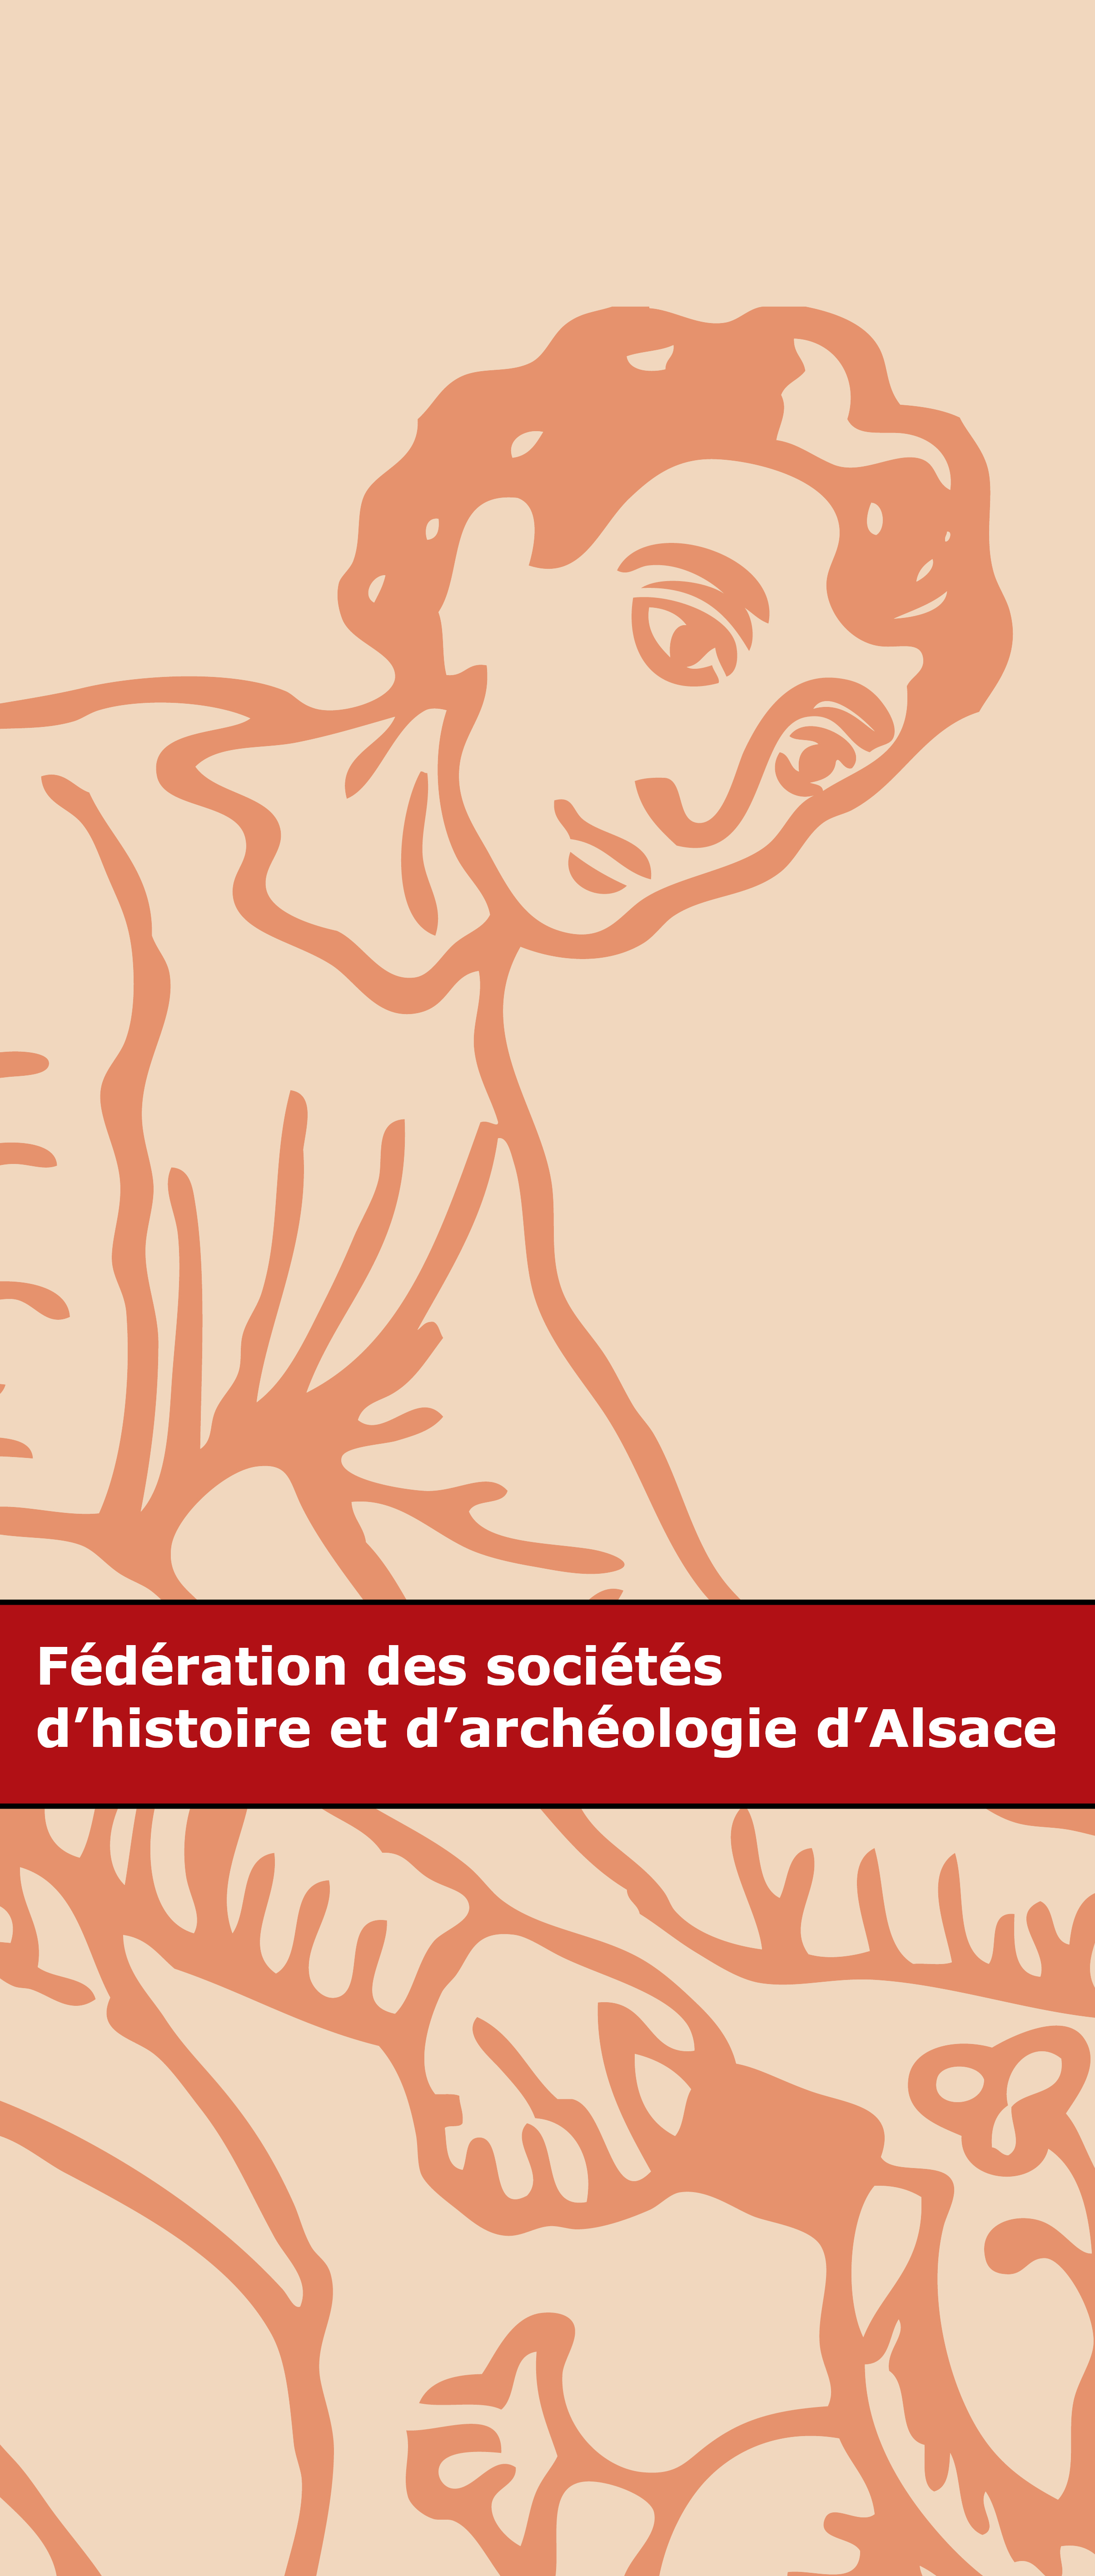 Fédération des sociétés
d’histoire et d’archéologie d’Alsace